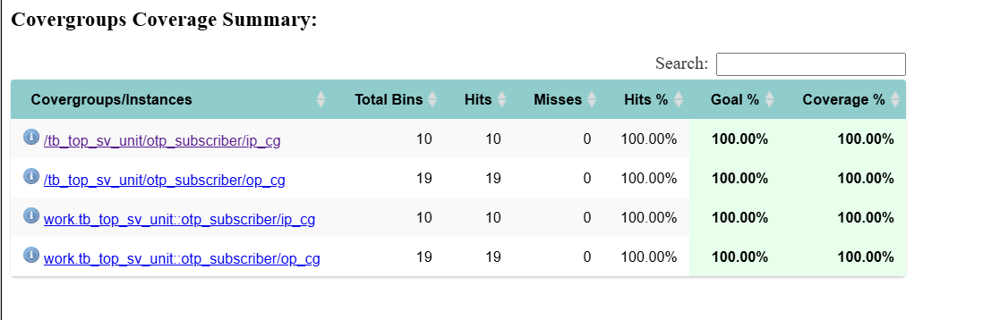 Covergroups Coverage Summary:
Search:
Covergroups/Instances Total Bins Hits Misses Hits % Goal % Coverage %
/tb_top_sv_unit/otp_subscriber/ip_cg 10 10 0 100.00% 100.00% 100.00%
/tb_top_sv_unit/otp_subscriber/op_cg 19 19 0 100.00% 100.00% 100.00%
work.tb_top_sv_unit::otp_subscriber/ip_cg 10 10 0 100.00% 100.00% 100.00%
work.tb_top_sv_unit::otp_subscriber/op_cg 19 19 0 100.00% 100.00% 100.00%